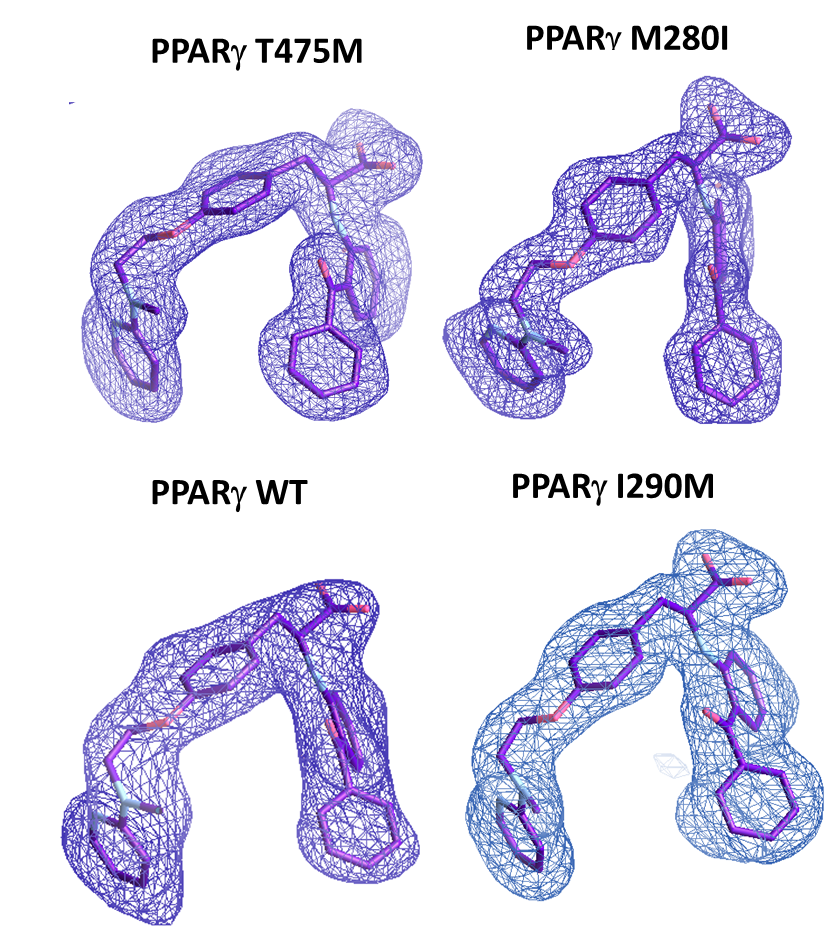 PPARγ T475M
PPARγ M280I
PPARγ WT
PPARγ I290M